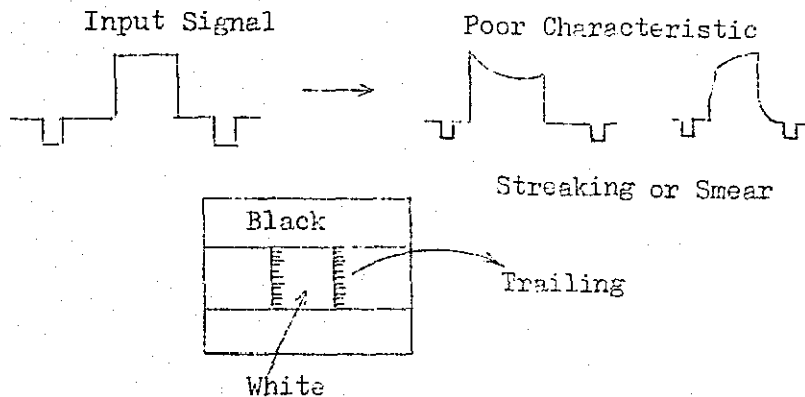 Input Signal
Poor Characteristic
Streaking or Smear
Black
Trailing
White